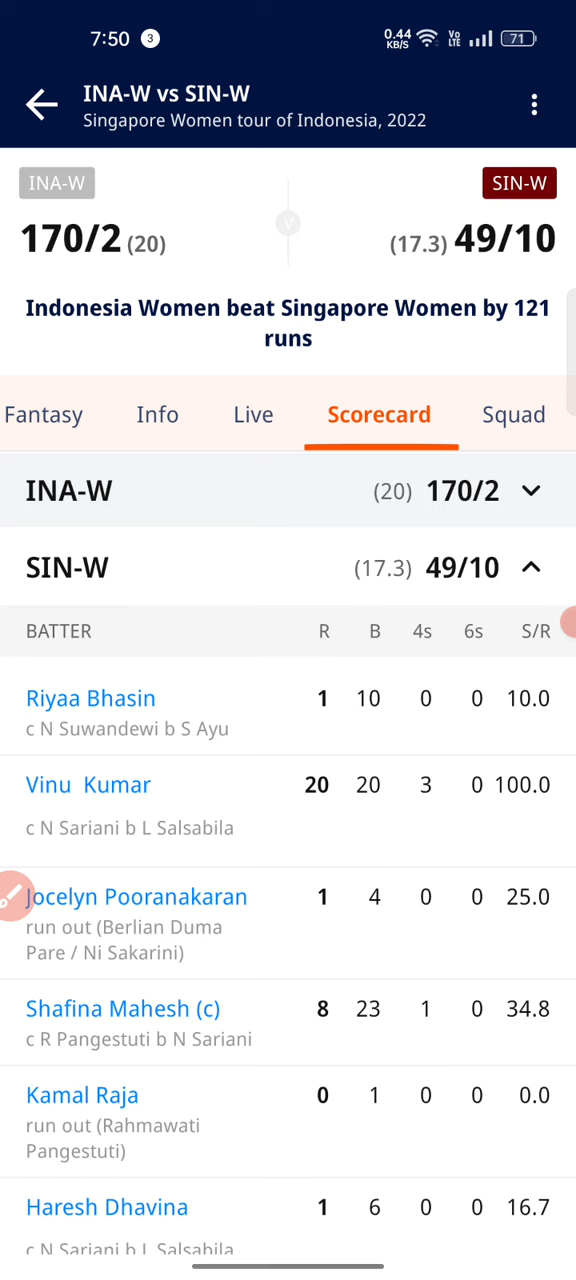 7:50 3 0.44 KB/S Vo LTE 71
INA-W vs SIN-W
Singapore Women tour of Indonesia, 2022
INA-W SIN-W
170/2 (20) V (17.3) 49/10
Indonesia Women beat Singapore Women by 121
runs
Fantasy Info Live Scorecard Squad
INA-W (20) 170/2
SIN-W (17.3) 49/10
BATTER R B 4s 6s S/R
Riyaa Bhasin 1 10 0 0 10.0
c N Suwandewi b S Ayu
Vinu Kumar 20 20 3 0 100.0
c N Sariani b L Salsabila
Jocelyn Pooranakaran 1 4 0 0 25.0
run out (Berlian Duma
Pare / Ni Sakarini)
Shafina Mahesh (c) 8 23 1 0 34.8
c R Pangestuti b N Sariani
Kamal Raja 0 1 0 0 0.0
run out (Rahmawati
Pangestuti)
Haresh Dhavina 1 6 0 0 16.7
c N Sariani b L Salsabila